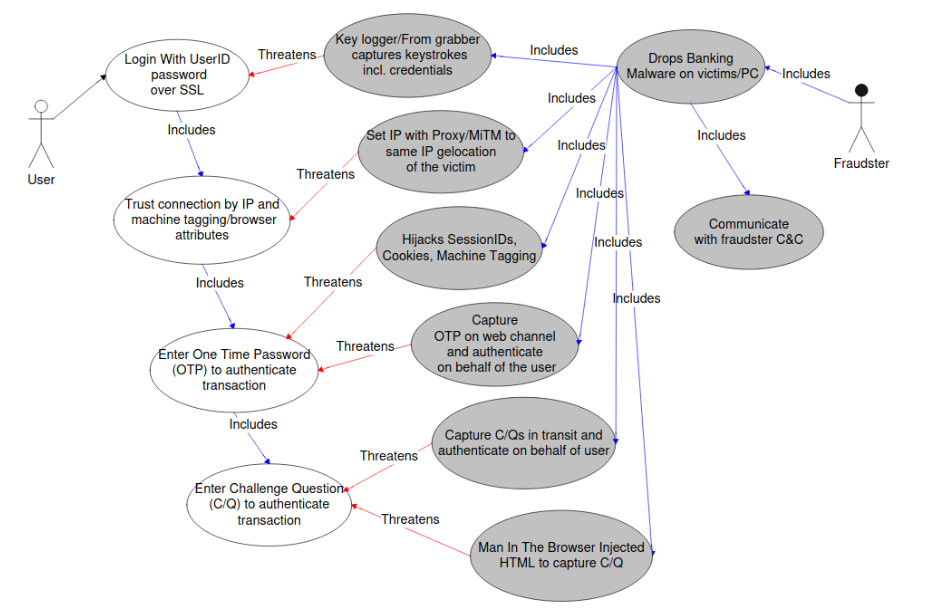 Login With UserID
password
over SSL
Threatens
Key logger/From grabber
captures keystrokes
incl. credentials
Includes
Drops Banking
Malware on victims/PC
Includes
Fraudster
User
Includes
Includes
Includes
Set IP with Proxy/MiTM to
same IP gelocation
of the victim
Includes
Threatens
Trust connection by IP and
machine tagging/browser
attributes
Includes
Communicate
with fraudster C&C
Hijacks SessionIDs,
Cookies, Machine Tagging
Includes
Includes
Threatens
Includes
Capture
OTP on web channel
and authenticate
on behalf of the user
Threatens
Enter One Time Password
(OTP) to authenticate
transaction
Includes
Capture C/Qs in transit and
authenticate on behalf of user
Threatens
Enter Challenge Question
(C/Q) to authenticate
transaction
Threatens
Man In The Browser Injected
HTML to capture C/Q